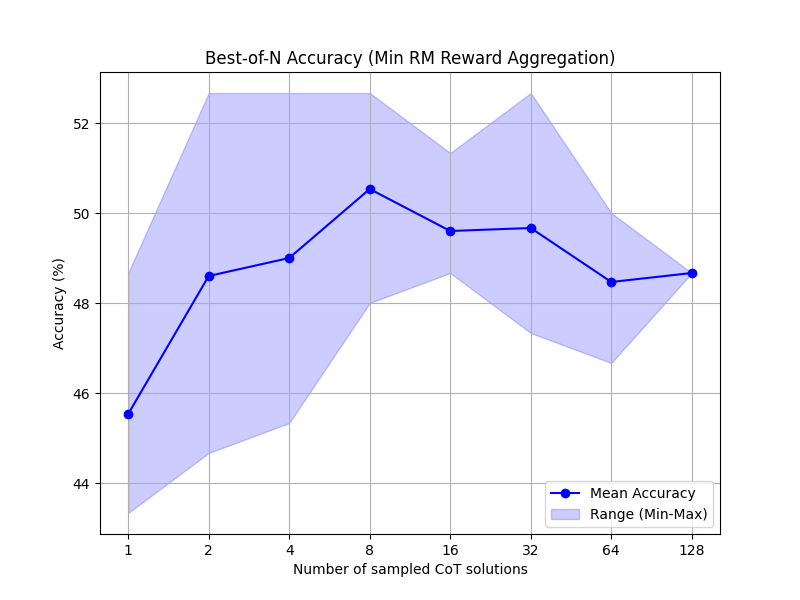 Best-of-N Accuracy (Min RM Reward Aggregation)
Accuracy (%)
52
50
48
46
44
1 2 4 8 16 32 64 128
Number of sampled CoT solutions
Mean Accuracy
Range (Min-Max)